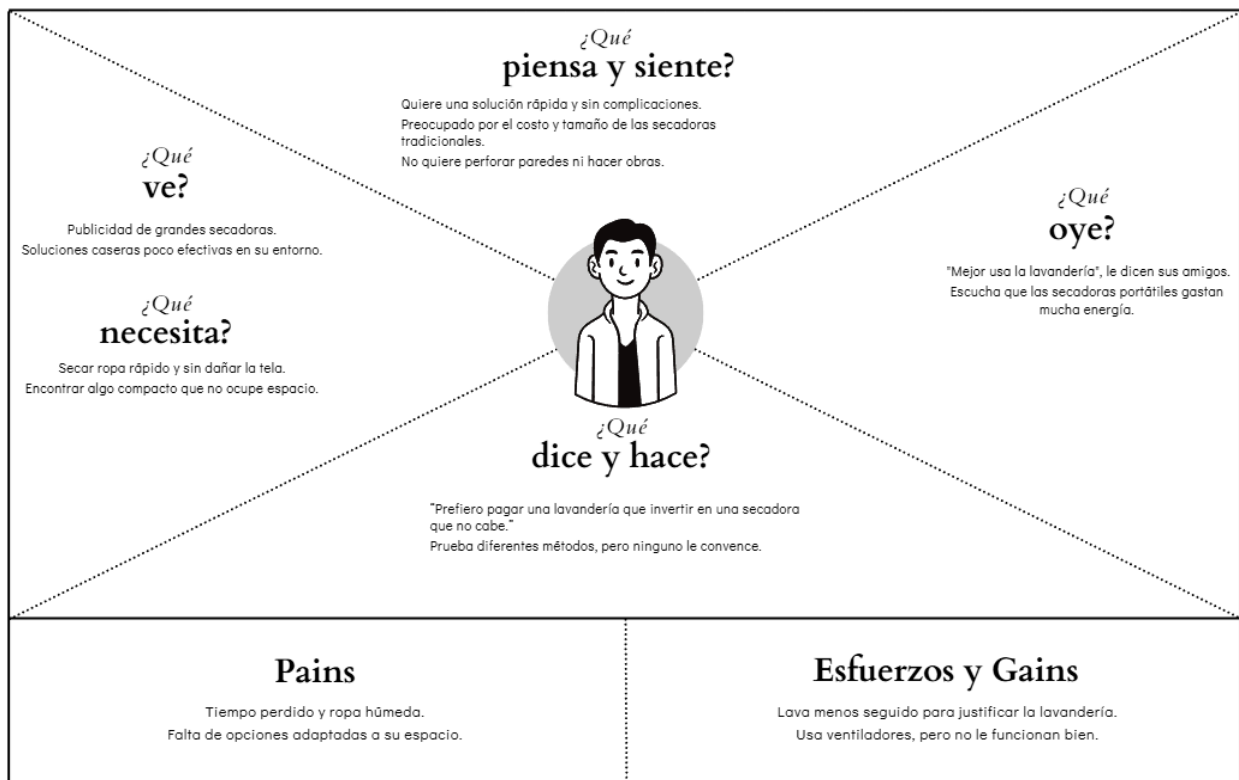 ¿Qué
piensa y siente?
Quiere una solución rápida y sin complicaciones.
Preocupado por el costo y tamaño de las secadoras
tradicionales.
No quiere perforar paredes ni hacer obras.
¿Qué
ve?
Publicidad de grandes secadoras.
Soluciones caseras poco efectivas en su entorno.
¿Qué
necesita?
Secar ropa rápido y sin dañar la tela.
Encontrar algo compacto que no ocupe espacio.
¿Qué
oye?
"Mejor usa la lavandería", le dicen sus amigos.
Escucha que las secadoras portátiles gastan
mucha energía.
¿Qué
dice y hace?
"Prefiero pagar una lavandería que invertir en una secadora
que no cabe."
Prueba diferentes métodos, pero ninguno le convence.
Pains
Tiempo perdido y ropa húmeda.
Falta de opciones adaptadas a su espacio.
Esfuerzos y Gains
Lava menos seguido para justificar la lavandería.
Usa ventiladores, pero no le funcionan bien.